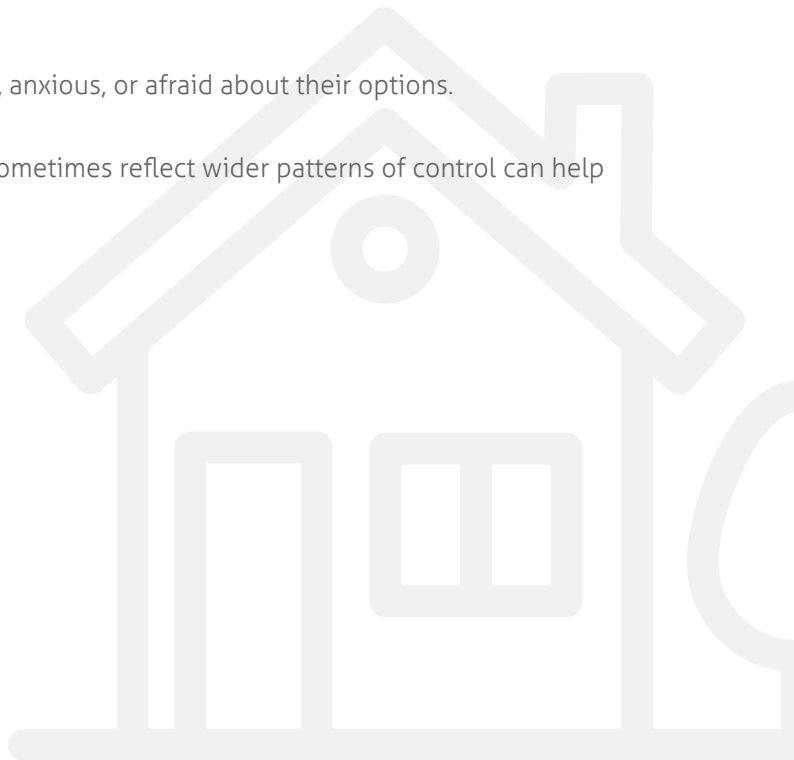 , anxious, or afraid about their options.
ometimes reflect wider patterns of control can help